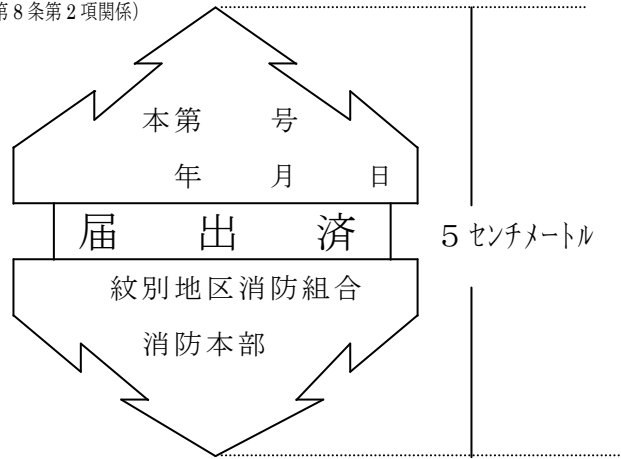 第8条第2項関係)
本第 号
年 月 日
届 出 済
5センチメートル
紋別地区消防組合
消防本部